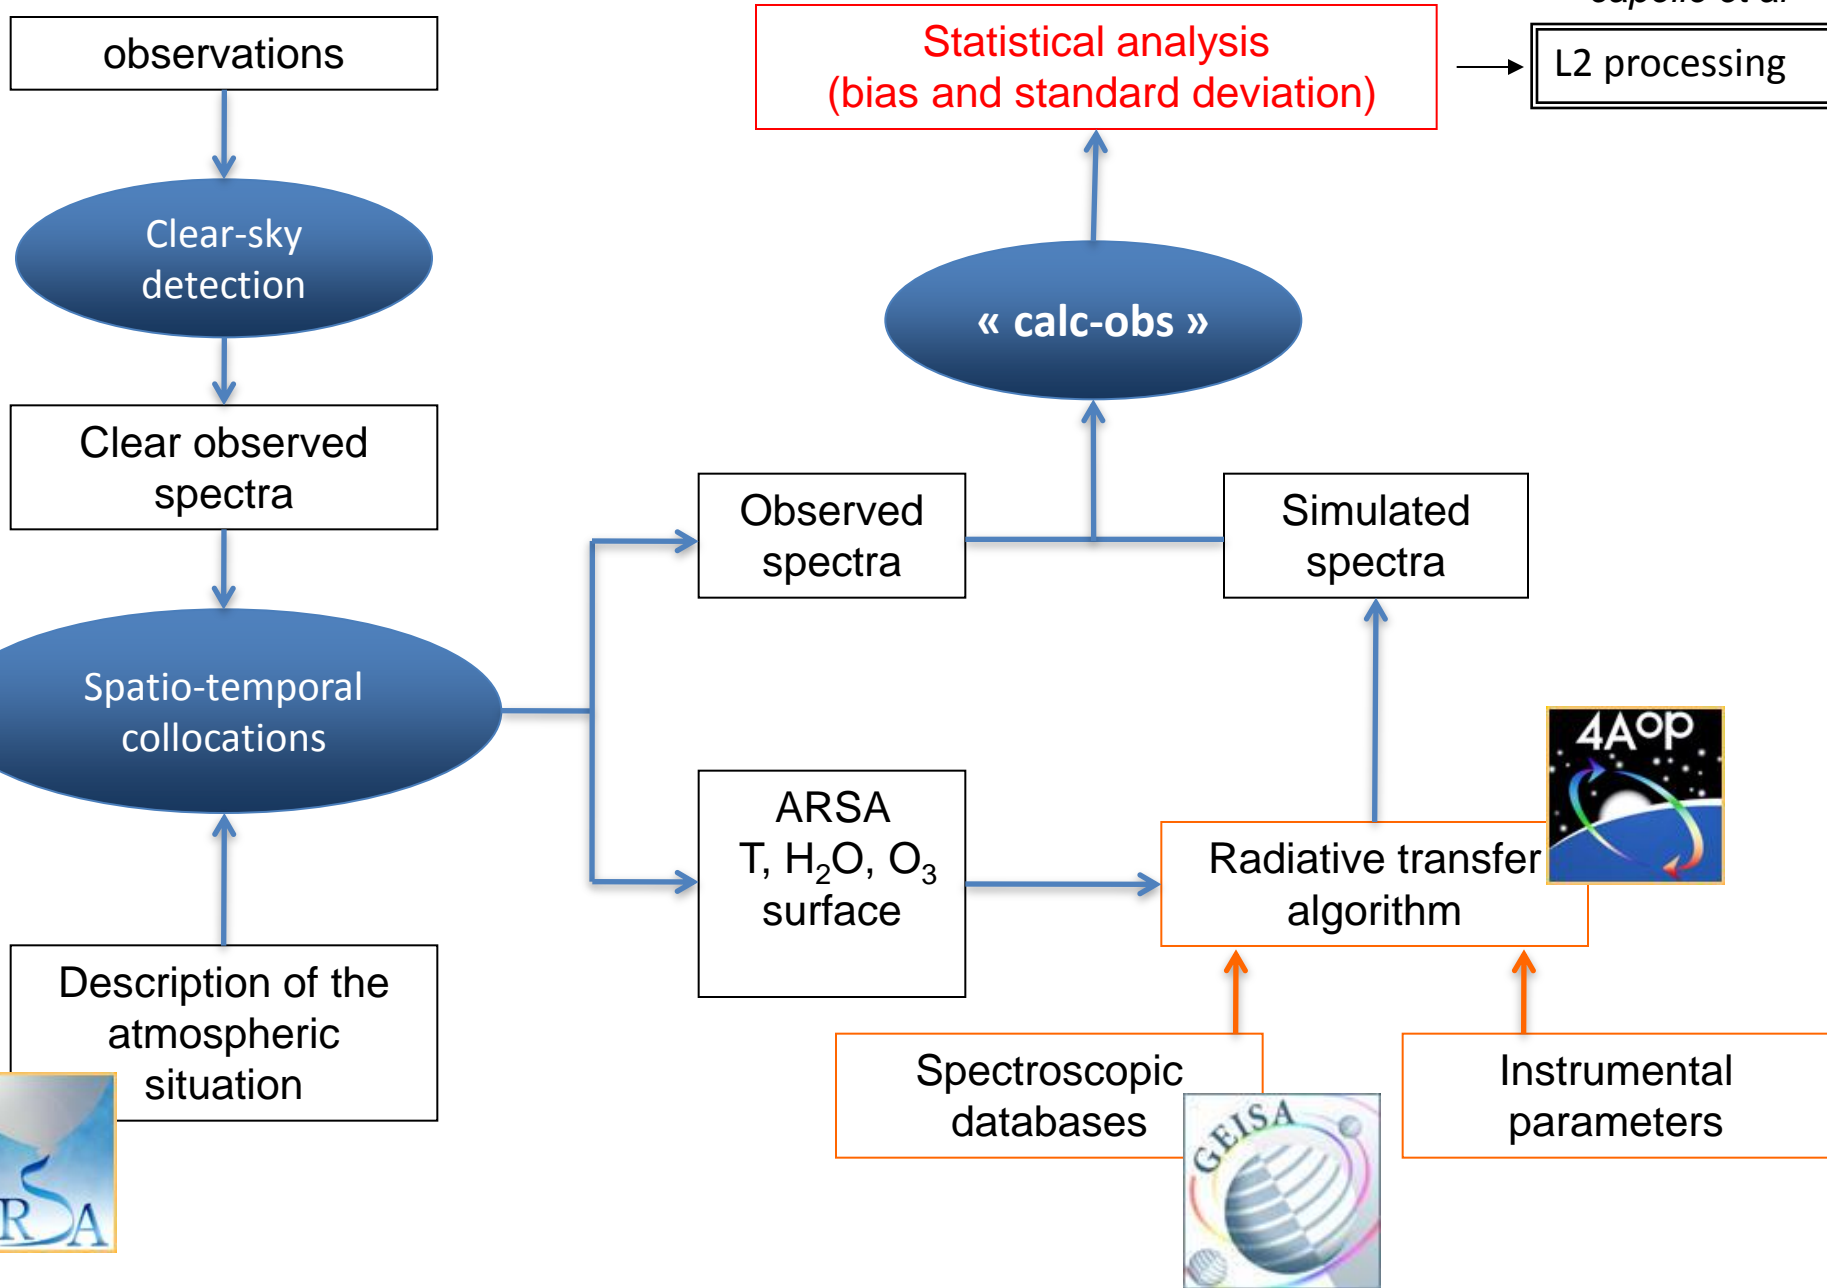 observations
Clear-sky
detection
Clear observed
spectra
Spatio-temporal
collocations
Description of the
atmospheric
situation
RSA
Statistical analysis
(bias and standard deviation)
L2 processing
« calc-obs »
Observed
spectra
Simulated
spectra
ARSA
T, H₂O, O₃
surface
4Aop
Radiative transfer
algorithm
Spectroscopic
databases
GEISA
Instrumental
parameters